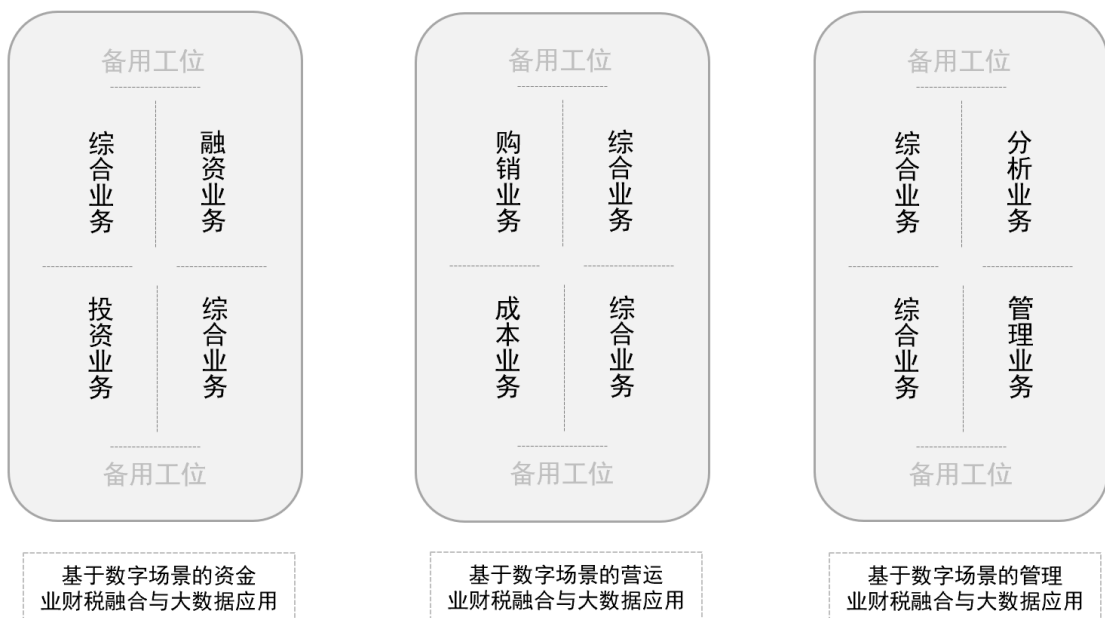 备用工位
综合业务
融资业务
投资业务
综合业务
备用工位
基于数字场景的资金
业财税融合与大数据应用
备用工位
购销业务
综合业务
成本业务
综合业务
备用工位
基于数字场景的营运
业财税融合与大数据应用
备用工位
综合业务
分析业务
综合业务
管理业务
备用工位
基于数字场景的管理
业财税融合与大数据应用